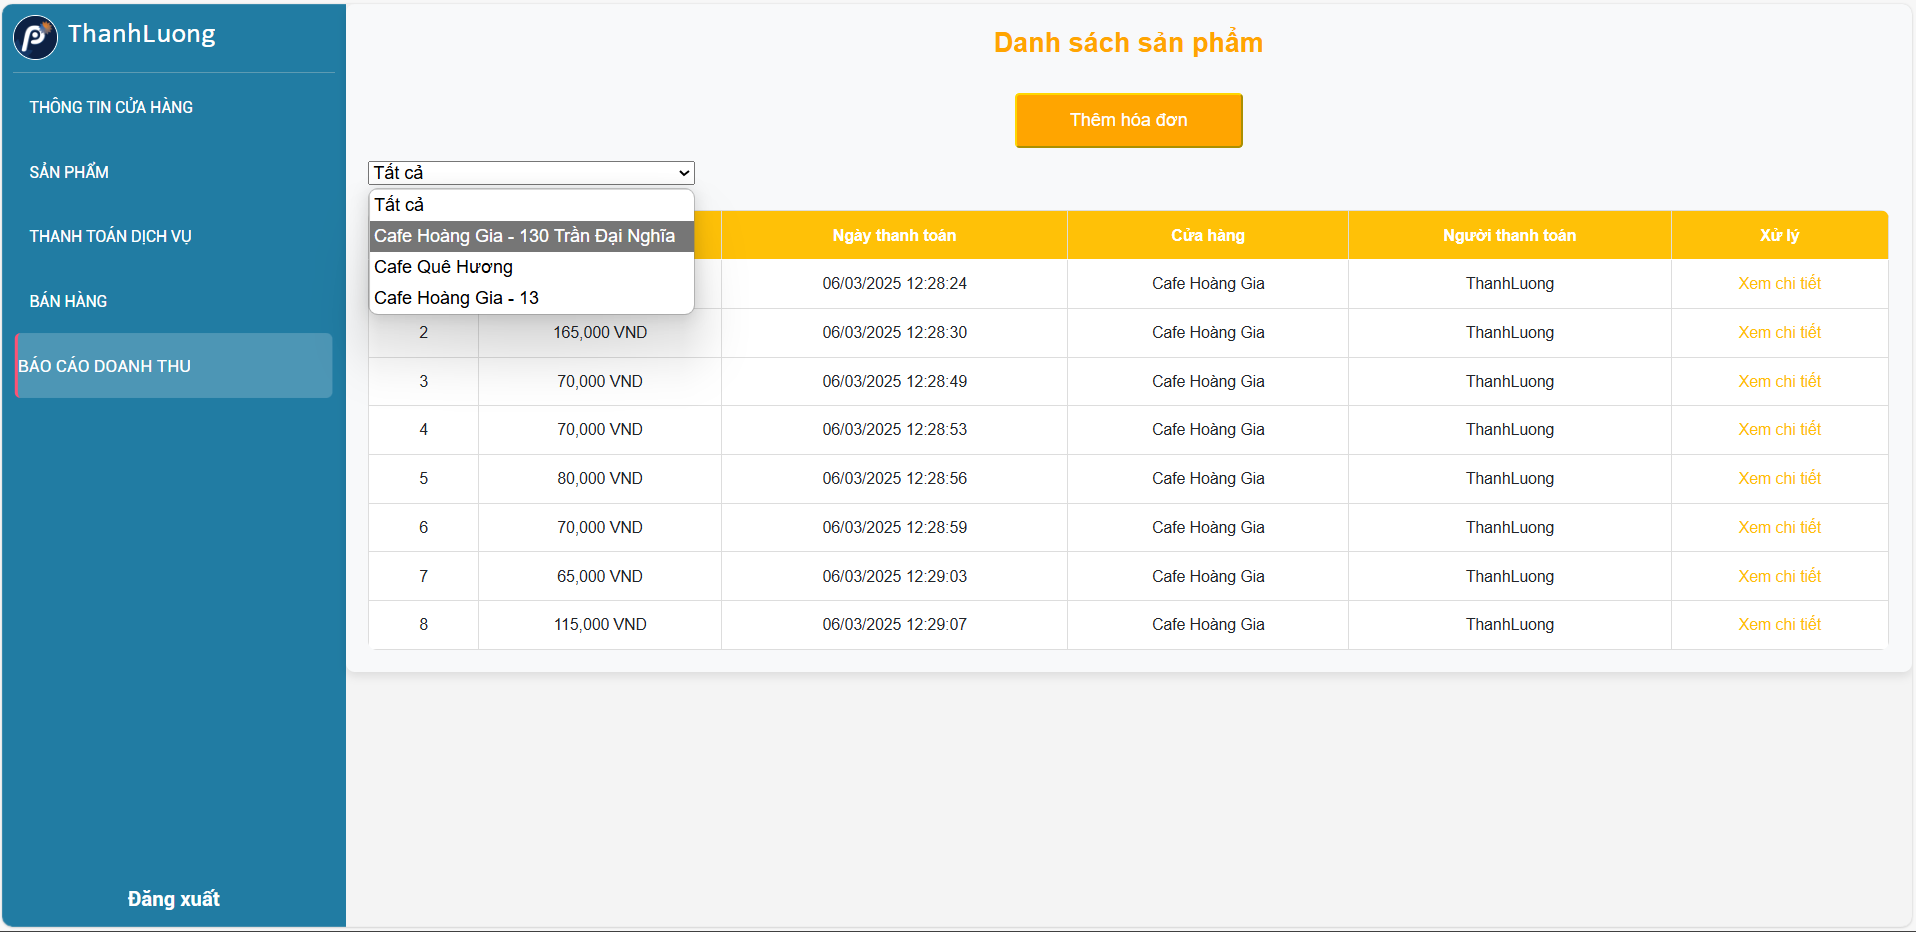 ThanhLuong
THÔNG TIN CỬA HÀNG
SẢN PHẨM
THANH TOÁN DỊCH VỤ
BÁN HÀNG
BÁO CÁO DOANH THU
Đăng xuất
Danh sách sản phẩm
Thêm hóa đơn
Tất cả
Tất cả
Cafe Hoàng Gia - 130 Trần Đại Nghĩa
Cafe Quê Hương
Cafe Hoàng Gia - 13
Ngày thanh toán Cửa hàng Người thanh toán Xử lý
06/03/2025 12:28:24 Cafe Hoàng Gia ThanhLuong Xem chi tiết
2 165,000 VND 06/03/2025 12:28:30 Cafe Hoàng Gia ThanhLuong Xem chi tiết
3 70,000 VND 06/03/2025 12:28:49 Cafe Hoàng Gia ThanhLuong Xem chi tiết
4 70,000 VND 06/03/2025 12:28:53 Cafe Hoàng Gia ThanhLuong Xem chi tiết
5 80,000 VND 06/03/2025 12:28:56 Cafe Hoàng Gia ThanhLuong Xem chi tiết
6 70,000 VND 06/03/2025 12:28:59 Cafe Hoàng Gia ThanhLuong Xem chi tiết
7 65,000 VND 06/03/2025 12:29:03 Cafe Hoàng Gia ThanhLuong Xem chi tiết
8 115,000 VND 06/03/2025 12:29:07 Cafe Hoàng Gia ThanhLuong Xem chi tiết